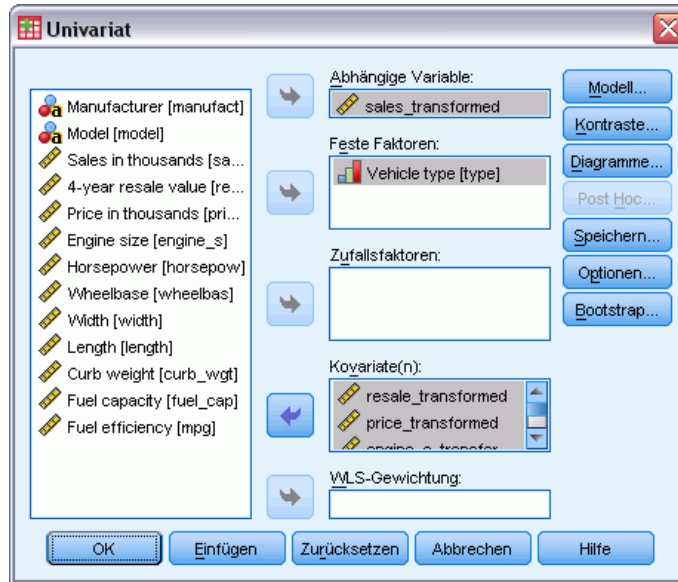 Univariat
Manufacturer [manufact]
Model [model]
Sales in thousands [sa...
4-year resale value [re...
Price in thousands [pri...
Engine size [engine_s]
Horsepower [horsepow]
Wheelbase [wheelbas]
Width [width]
Length [length]
Curb weight [curb_wgt]
Fuel capacity [fuel_cap]
Fuel efficiency [mpg]
Abhängige Variable:
sales_transformed
Feste Faktoren:
Vehicle type [type]
Zufallsfaktoren:
Kovariate(n):
resale_transformed
price_transformed
WLS-Gewichtung:
Modell...
Kontraste...
Diagramme...
Post Hoc...
Speichern...
Optionen...
Bootstrap...
OK
Einfügen
Zurücksetzen
Abbrechen
Hilfe